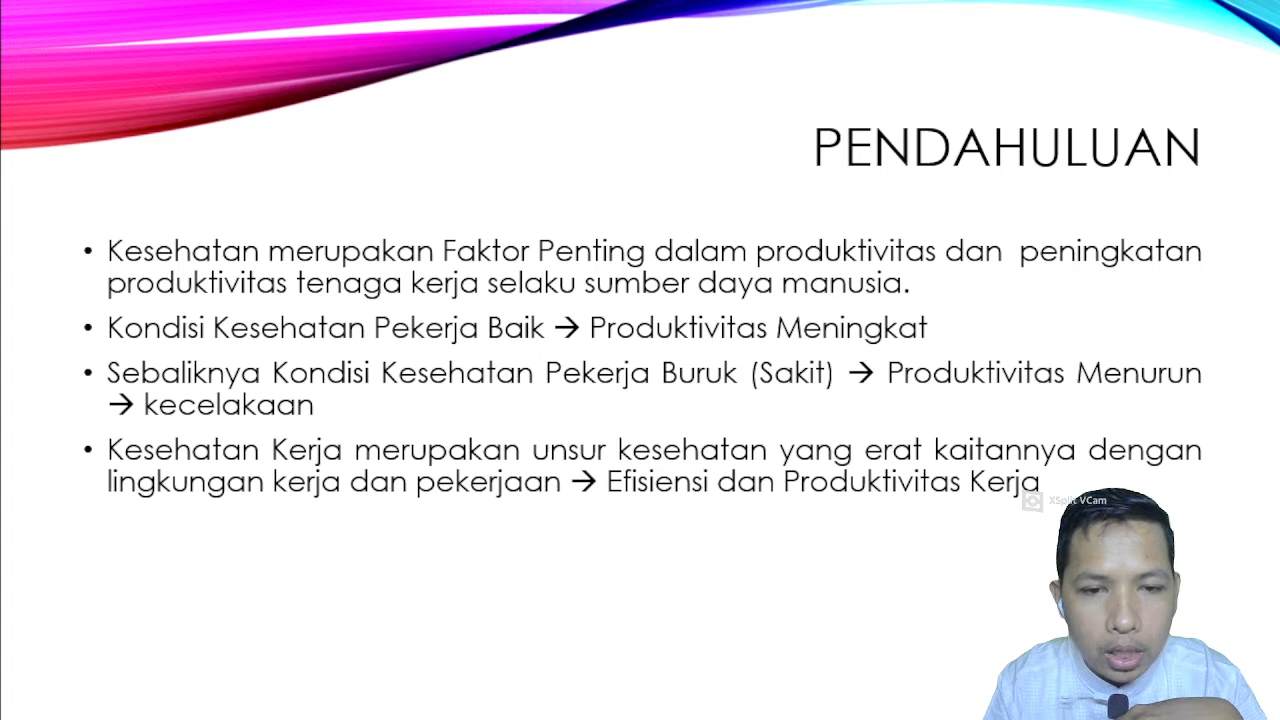 PENDAHULUAN
• Kesehatan merupakan Faktor Penting dalam produktivitas dan peningkatan
produktivitas tenaga kerja selaku sumber daya manusia.
• Kondisi Kesehatan Pekerja Baik → Produktivitas Meningkat
• Sebaliknya Kondisi Kesehatan Pekerja Buruk (Sakit) → Produktivitas Menurun
→ kecelakaan
• Kesehatan Kerja merupakan unsur kesehatan yang erat kaitannya dengan
lingkungan kerja dan pekerjaan → Efisiensi dan Produktivitas Kerja
XSplit VCam